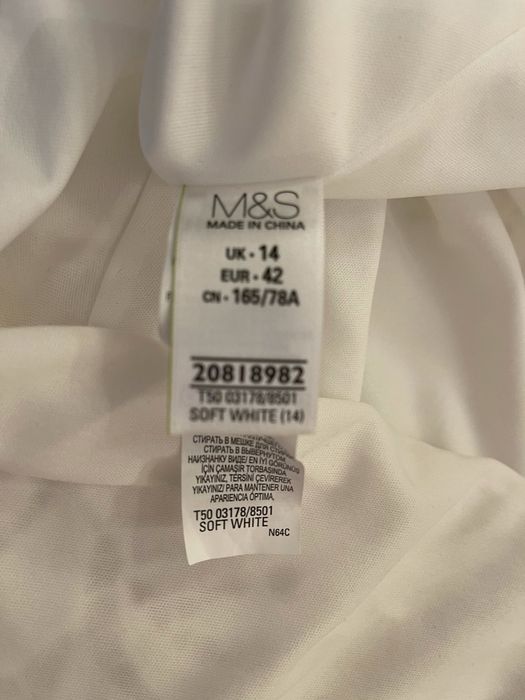 M&S
MADE IN CHINA
UK • 14
EUR • 42
CN • 165/78A
20818982
T50 03178/8501
SOFT WHITE (14)
СТИРАТЬ В МЕШКЕ ДЛЯ
СТИРАТЬ В ВЫВЕРНУТОМ
НАИЗНАНКУ ВИДЕ/ EN İYİ GÖRÜNÜŞ
İÇİN ÇAMAŞIR TORBASINDA
YIKAYINIZ, TERSİNİ ÇEVİREREK
YIKAYINIZ/ PARA MANTENER UNA
APARIENCIA ÓPTIMA,
T50 03178/8501
SOFT WHITE
N64C